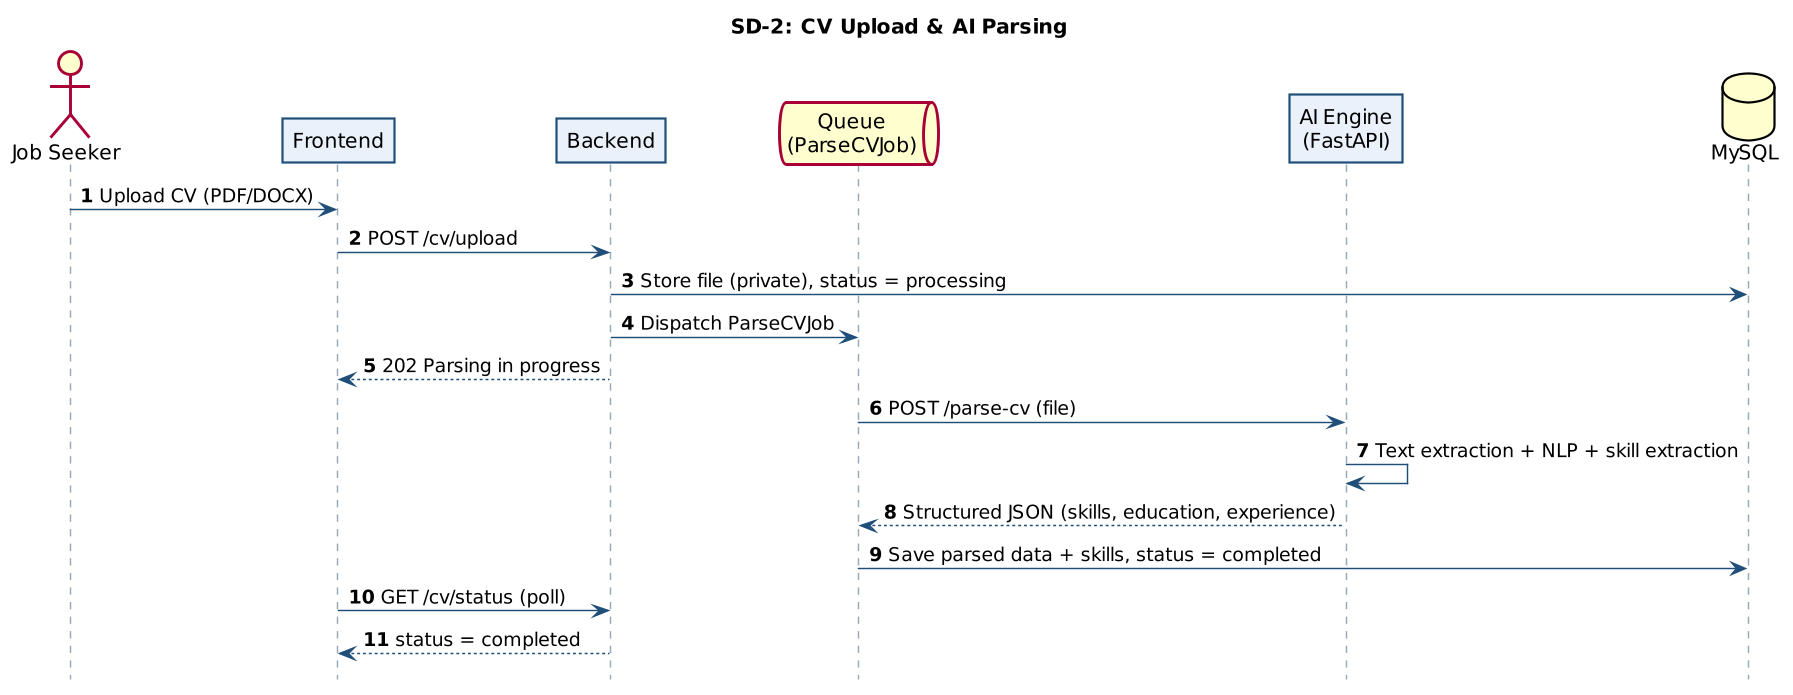 SD-2: CV Upload & AI Parsing
Job Seeker
Frontend
Backend
Queue
(ParseCVJob)
AI Engine
(FastAPI)
MySQL
1 Upload CV (PDF/DOCX)
2 POST /cv/upload
3 Store file (private), status = processing
4 Dispatch ParseCVJob
5 202 Parsing in progress
6 POST /parse-cv (file)
7 Text extraction + NLP + skill extraction
8 Structured JSON (skills, education, experience)
9 Save parsed data + skills, status = completed
10 GET /cv/status (poll)
11 status = completed